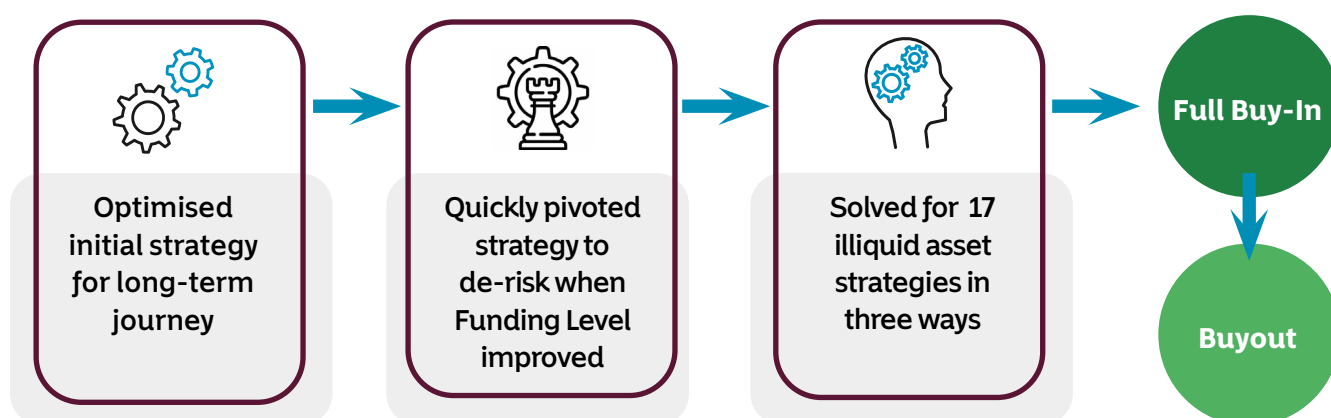 Optimised
initial strategy
for long-term
journey
Quickly pivoted
strategy to
de-risk when
Funding Level
improved
Solved for 17
illiquid asset
strategies in
three ways
Full Buy-In
Buyout